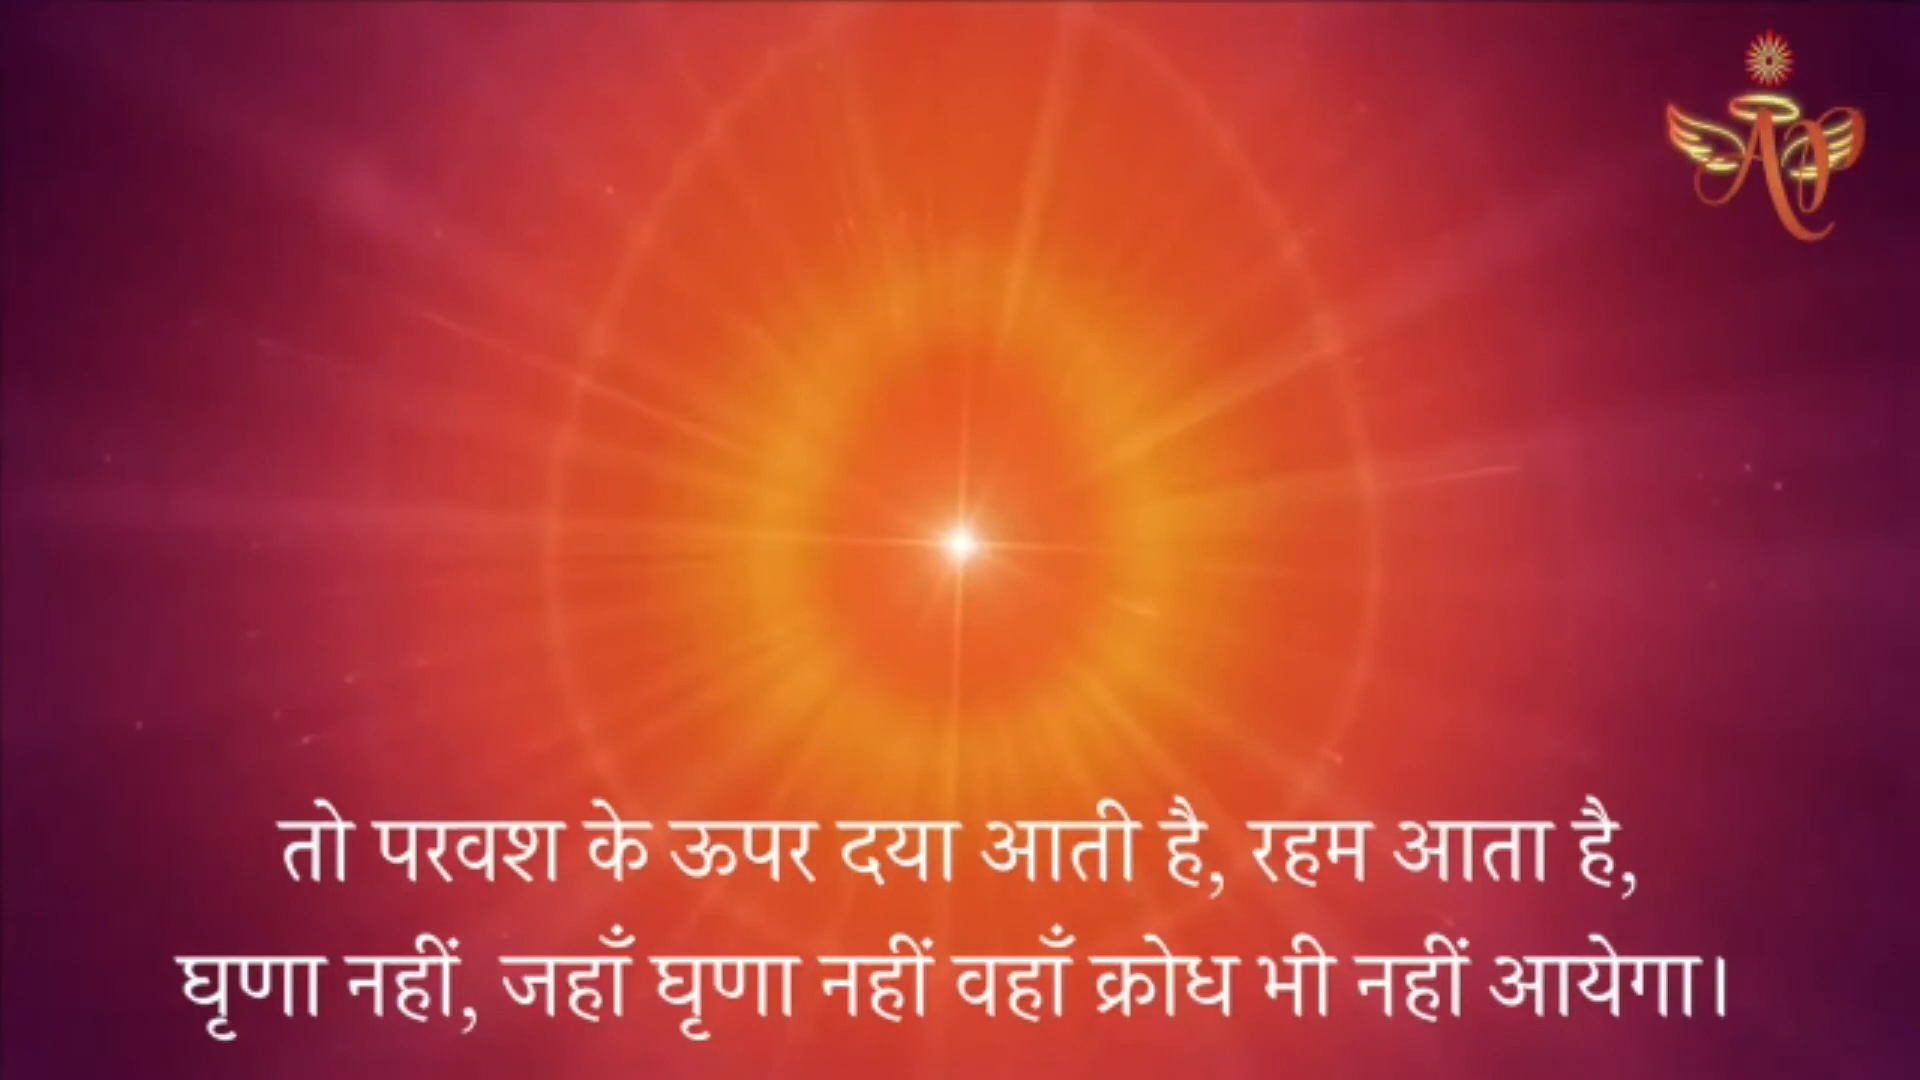 तो परवश के ऊपर दया आती है, रहम आता है,
घृणा नहीं, जहाँ घृणा नहीं वहाँ क्रोध भी नहीं आयेगा।